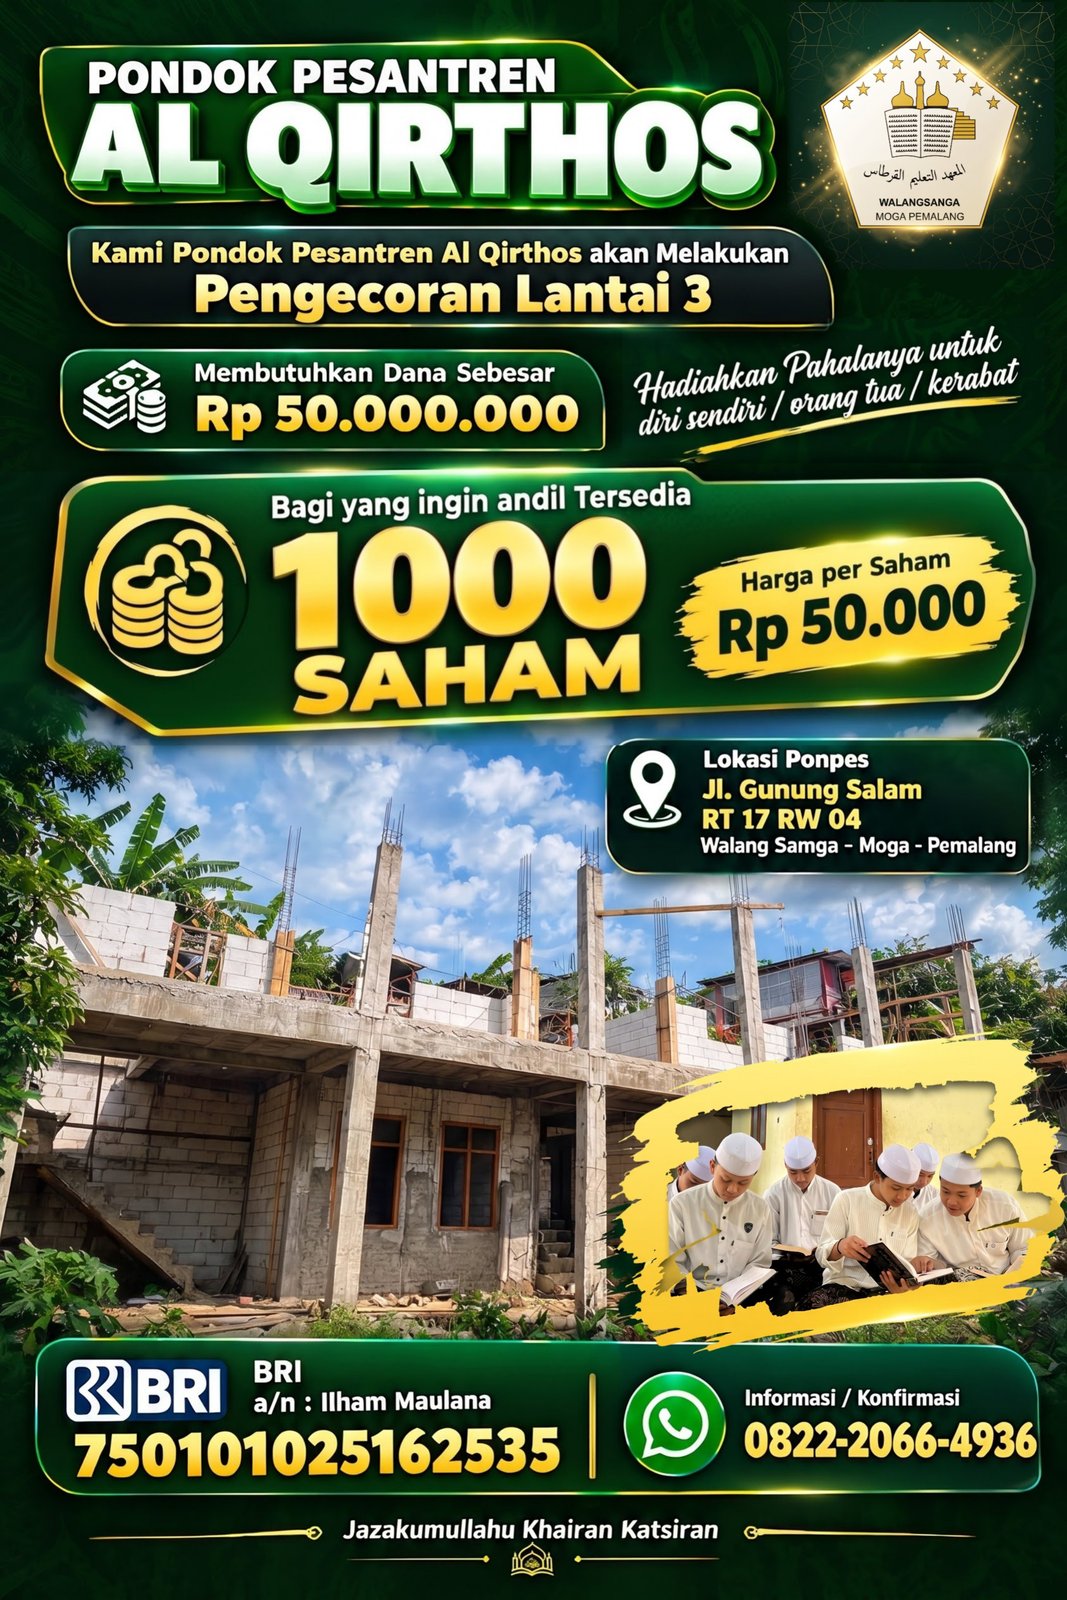 PONDOK PESANTREN
AL QIRTHOS
المعهد التعليم القرطاس
WALANGSANGA
MOGA PEMALANG
Kami Pondok Pesantren Al Qirthos akan Melakukan
Pengecoran Lantai 3
Membutuhkan Dana Sebesar
Rp 50.000.000
Hadiahkan Pahalanya untuk
diri sendiri / orang tua / kerabat
Bagi yang ingin andil Tersedia
1000
SAHAM
Harga per Saham
Rp 50.000
Lokasi Ponpes
Jl. Gunung Salam
RT 17 RW 04
Walang Samga - Moga - Pemalang
BRI
BRI
a/n : Ilham Maulana
750101025162535
Informasi / Konfirmasi
0822-2066-4936
Jazakumullahu Khairan Katsiran